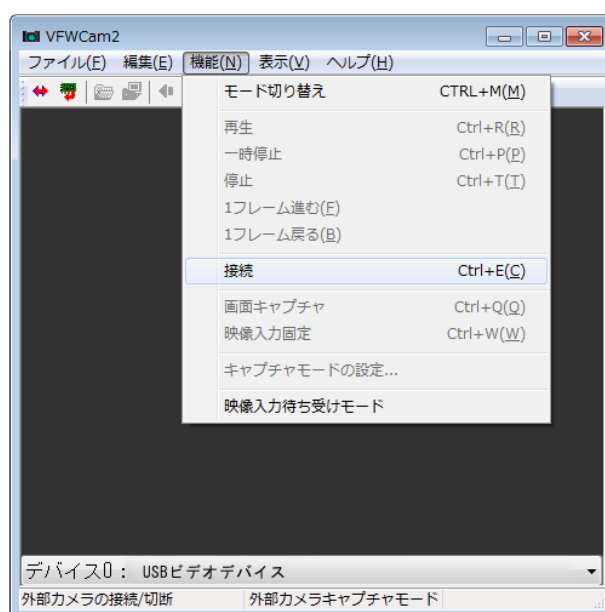 VFWCam2
ファイル(F) 編集(E) 機能(N) 表示(V) ヘルプ(H)
モード切り替え CTRL+M(M)
再生 Ctrl+R(R)
一時停止 Ctrl+P(P)
停止 Ctrl+T(T)
1フレーム進む(F)
1フレーム戻る(B)
接続 Ctrl+E(C)
画面キャプチャ Ctrl+Q(Q)
映像入力固定 Ctrl+W(W)
キャプチャモードの設定...
映像入力待ち受けモード
デバイス0: USBビデオデバイス
外部カメラの接続/切断 外部カメラキャプチャモード